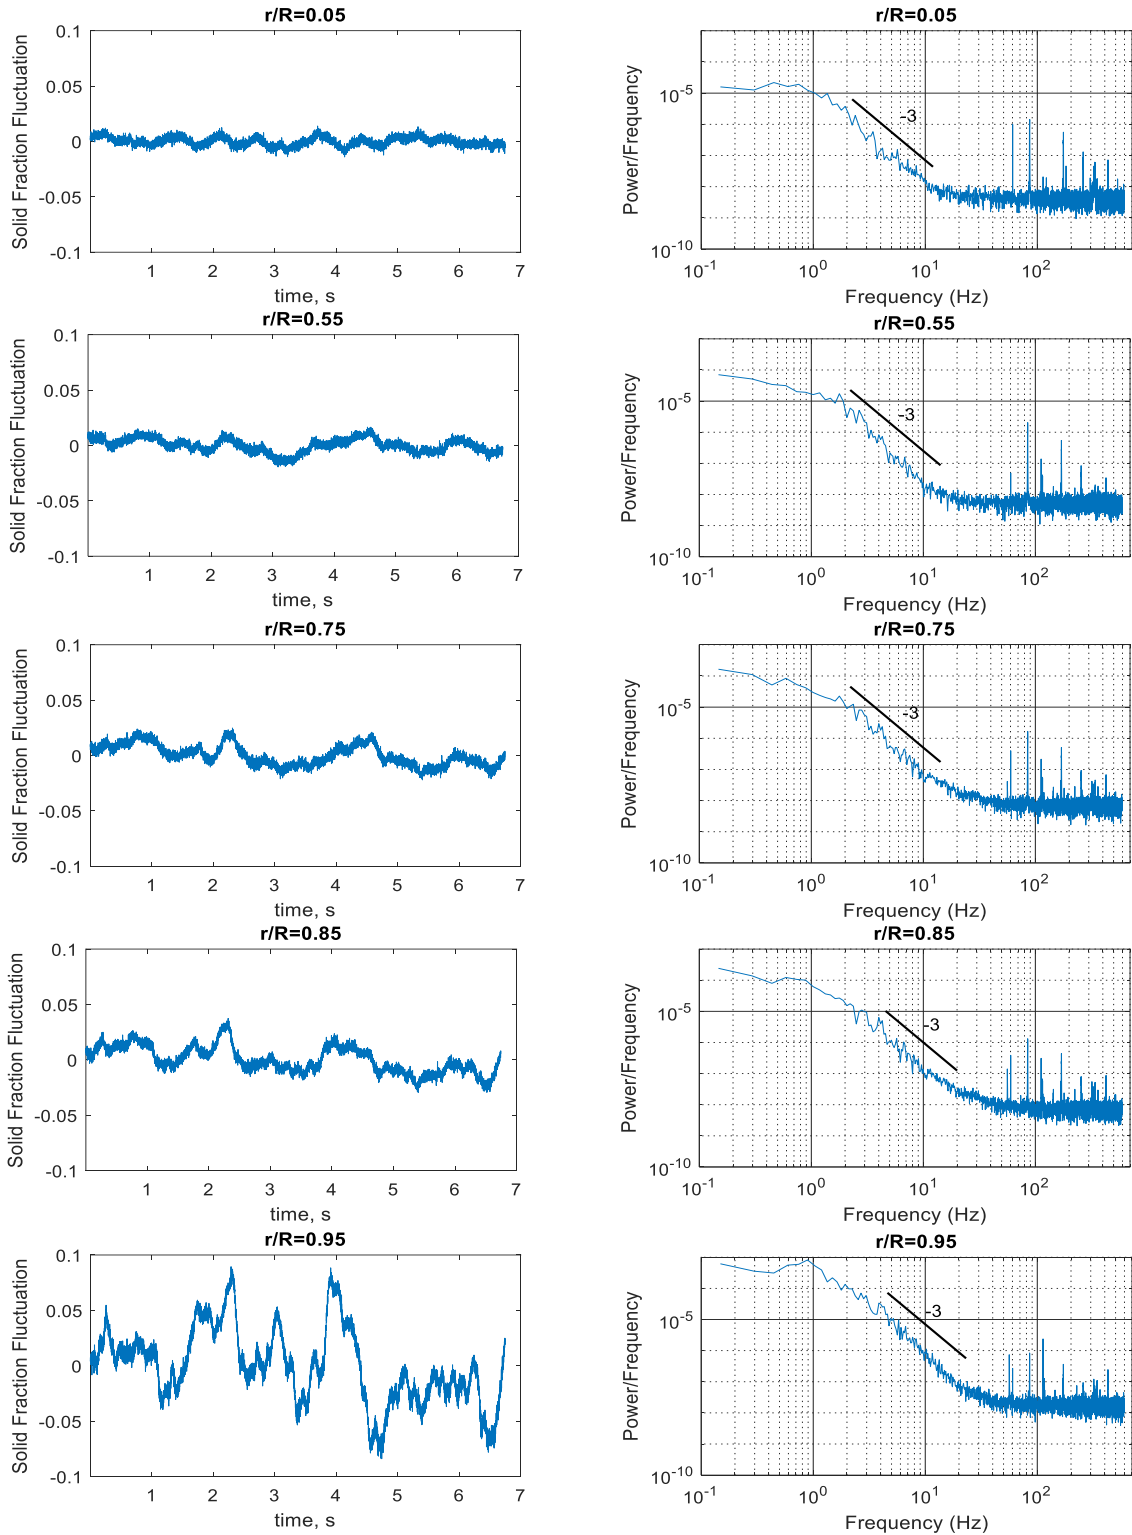 r/R=0.05
Solid Fraction Fluctuation
0.1
0.05
0
-0.05
-0.1
1 2 3 4 5 6 7
time, s
r/R=0.05
Power/Frequency
10^-5
10^-10
-3
10^-1 10^0 10^1 10^2
Frequency (Hz)
r/R=0.55
Solid Fraction Fluctuation
0.1
0.05
0
-0.05
-0.1
1 2 3 4 5 6 7
time, s
r/R=0.55
Power/Frequency
10^-5
10^-10
-3
10^-1 10^0 10^1 10^2
Frequency (Hz)
r/R=0.75
Solid Fraction Fluctuation
0.1
0.05
0
-0.05
-0.1
1 2 3 4 5 6 7
time, s
r/R=0.75
Power/Frequency
10^-5
10^-10
-3
10^-1 10^0 10^1 10^2
Frequency (Hz)
r/R=0.85
Solid Fraction Fluctuation
0.1
0.05
0
-0.05
-0.1
1 2 3 4 5 6 7
time, s
r/R=0.85
Power/Frequency
10^-5
10^-10
-3
10^-1 10^0 10^1 10^2
Frequency (Hz)
r/R=0.95
Solid Fraction Fluctuation
0.1
0.05
0
-0.05
-0.1
1 2 3 4 5 6 7
time, s
r/R=0.95
Power/Frequency
10^-5
10^-10
-3
10^-1 10^0 10^1 10^2
Frequency (Hz)